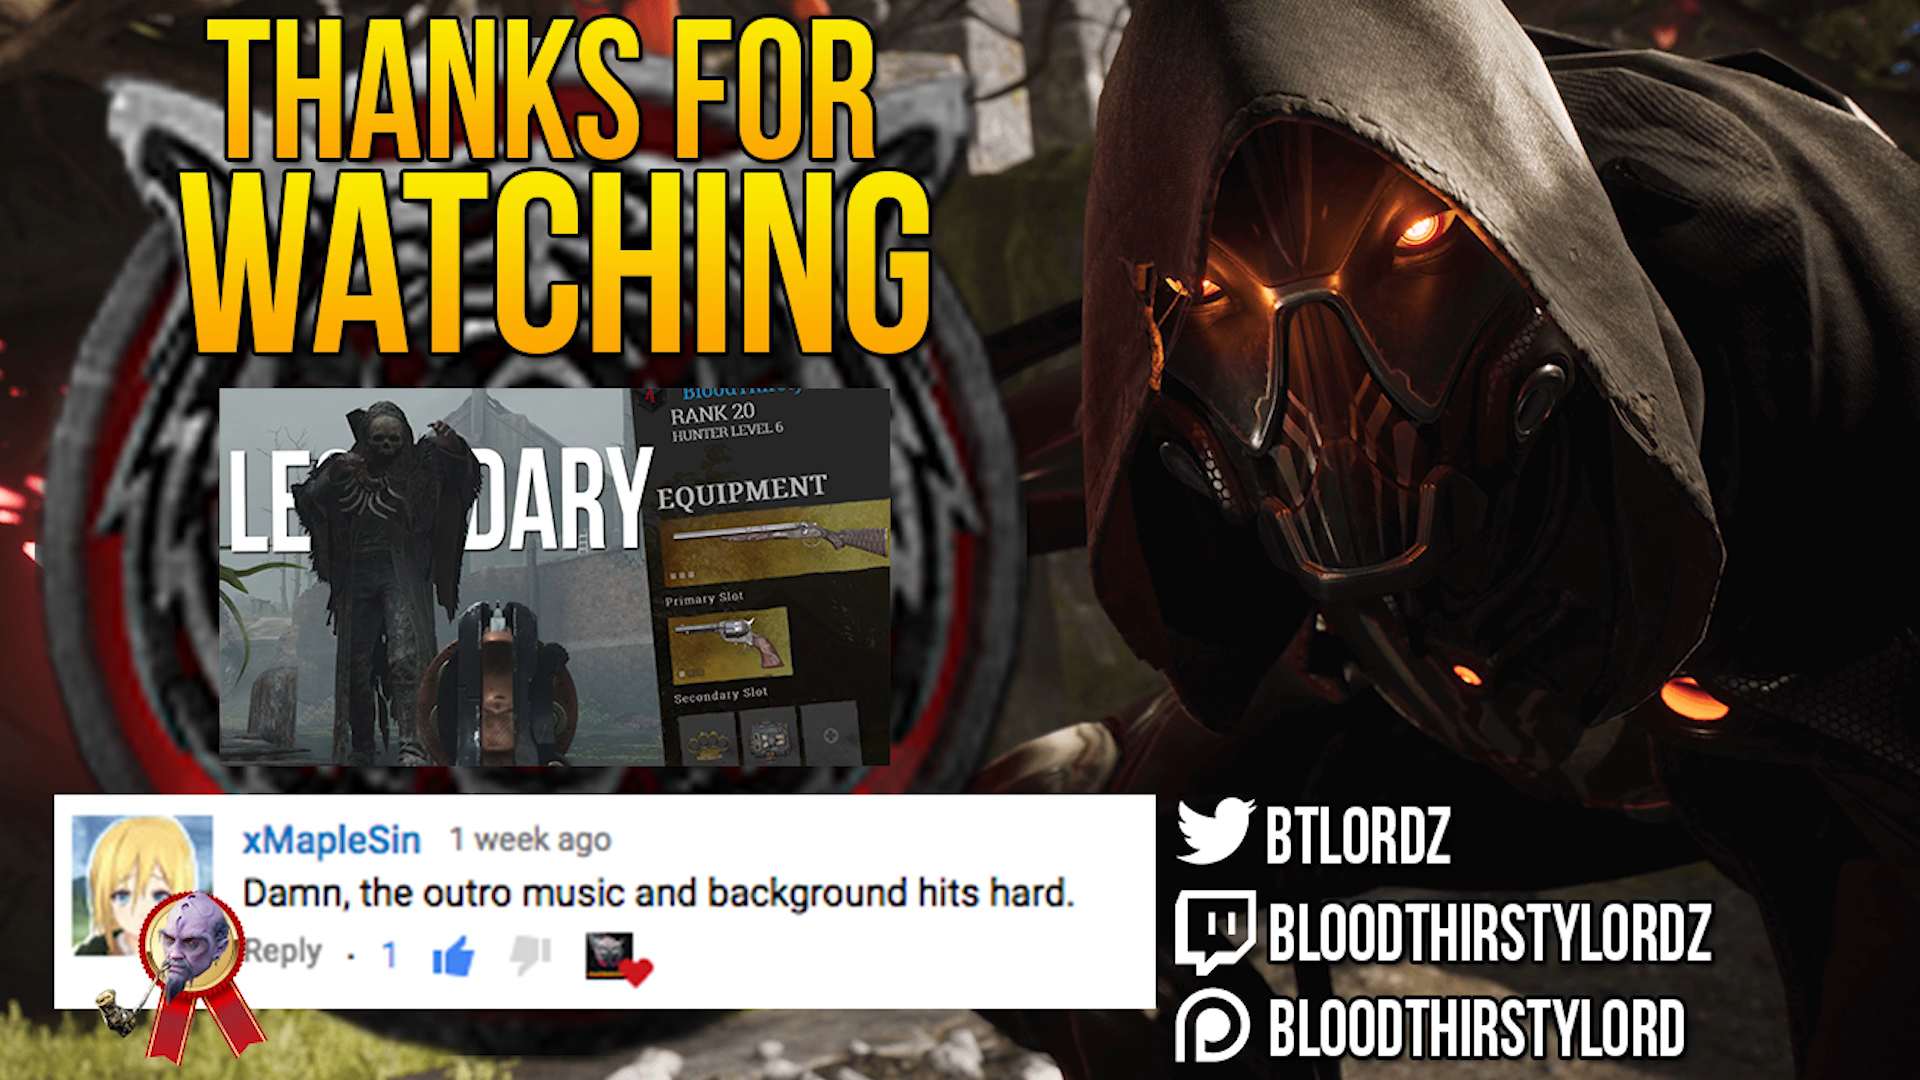 THANKS FOR
WATCHING
LE
DARY
RANK 20
HUNTER LEVEL 6
EQUIPMENT
Primary Slot
Secondary Slot
xMapleSin 1 week ago
Damn, the outro music and background hits hard.
Reply · 1
BTLORDZ
BLOODTHIRSTYLORDZ
BLOODTHIRSTYLORD